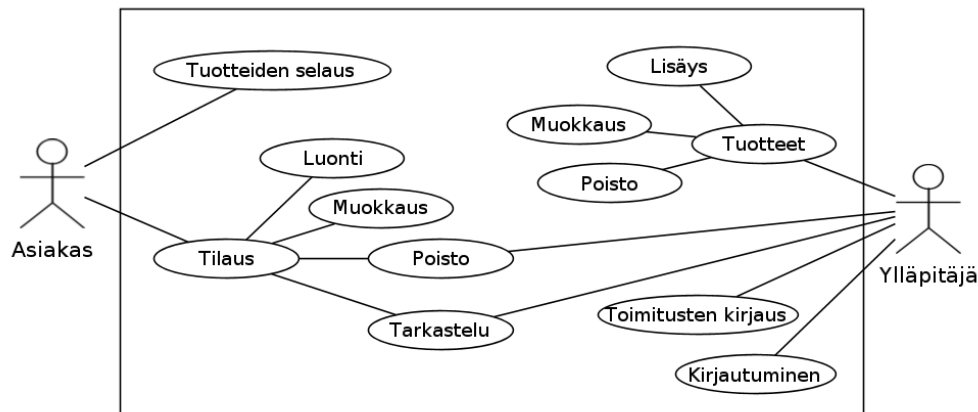 Tuotteiden selaus
Lisäys
Muokkaus
Tuotteet
Luonti
Poisto
Muokkaus
Asiakas
Tilaus
Poisto
Ylläpitäjä
Toimitusten kirjaus
Tarkastelu
Kirjautuminen